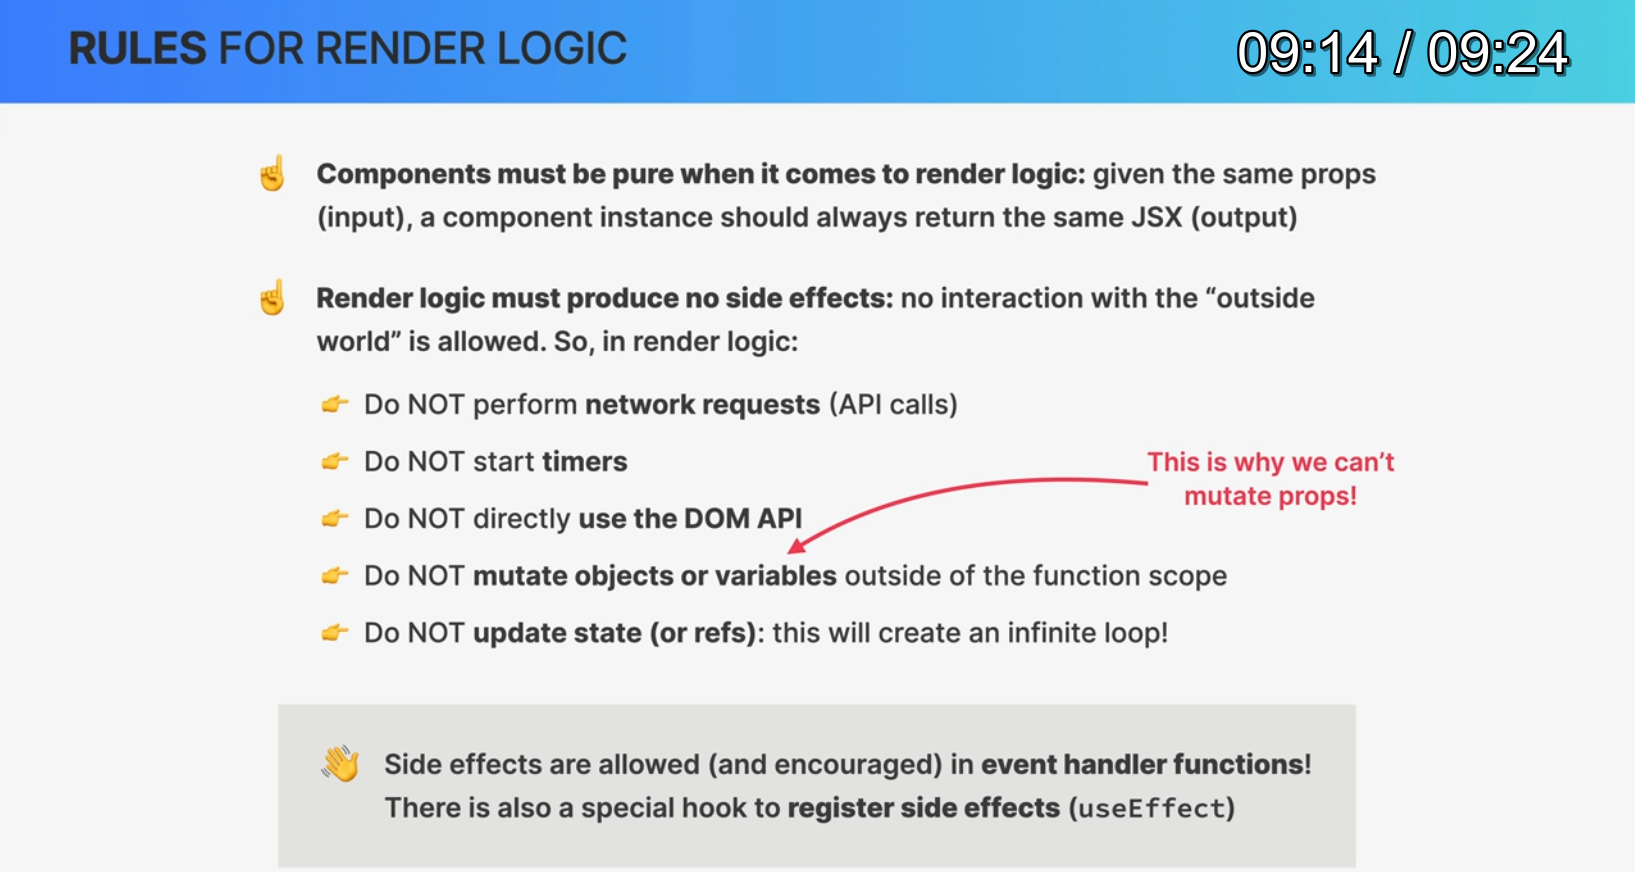 RULES FOR RENDER LOGIC
09:14 / 09:24
Components must be pure when it comes to render logic: given the same props
(input), a component instance should always return the same JSX (output)
Render logic must produce no side effects: no interaction with the “outside
world” is allowed. So, in render logic:
Do NOT perform network requests (API calls)
Do NOT start timers
This is why we can’t
mutate props!
Do NOT directly use the DOM API
Do NOT mutate objects or variables outside of the function scope
Do NOT update state (or refs): this will create an infinite loop!
Side effects are allowed (and encouraged) in event handler functions!
There is also a special hook to register side effects (useEffect)